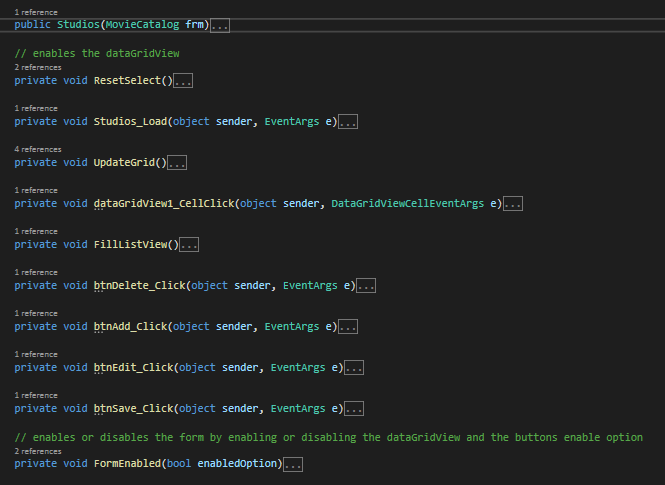 1 reference
public Studios(MovieCatalog frm)...
// enables the dataGridView
2 references
private void ResetSelect()...
1 reference
private void Studios_Load(object sender, EventArgs e)...
4 references
private void UpdateGrid()...
1 reference
private void dataGridView1_CellClick(object sender, DataGridViewCellEventArgs e)...
1 reference
private void FillListView()...
1 reference
private void btnDelete_Click(object sender, EventArgs e)...
1 reference
private void btnAdd_Click(object sender, EventArgs e)...
1 reference
private void btnEdit_Click(object sender, EventArgs e)...
1 reference
private void btnSave_Click(object sender, EventArgs e)...
// enables or disables the form by enabling or disabling the dataGridView and the buttons enable option
2 references
private void FormEnabled(bool enabledOption)...